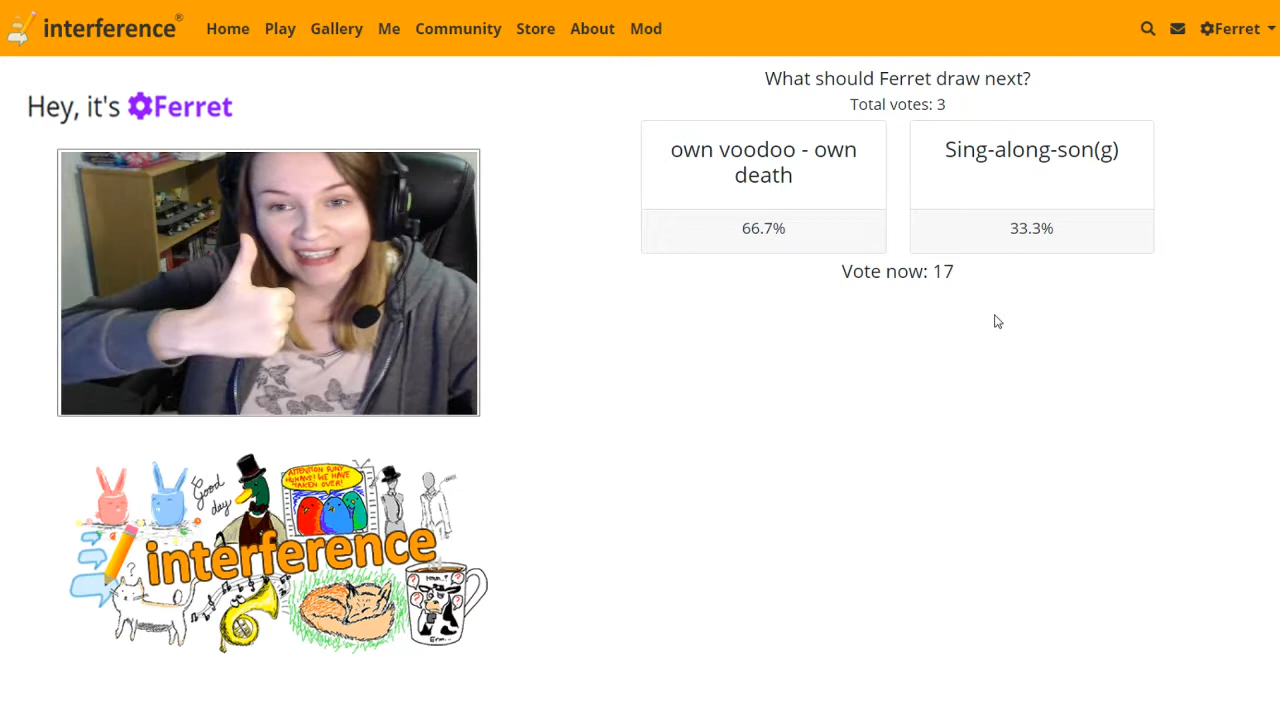 interference®
Home Play Gallery Me Community Store About Mod
Ferret
Hey, it's Ferret
What should Ferret draw next?
Total votes: 3
own voodoo - own
death
66.7%
Sing-along-son(g)
33.3%
Vote now: 17
Good
day
ATTENTION PUNY
HUMANS! WE HAVE
TAKEN OVER!
interference
?
? ?
? ?
Erm...